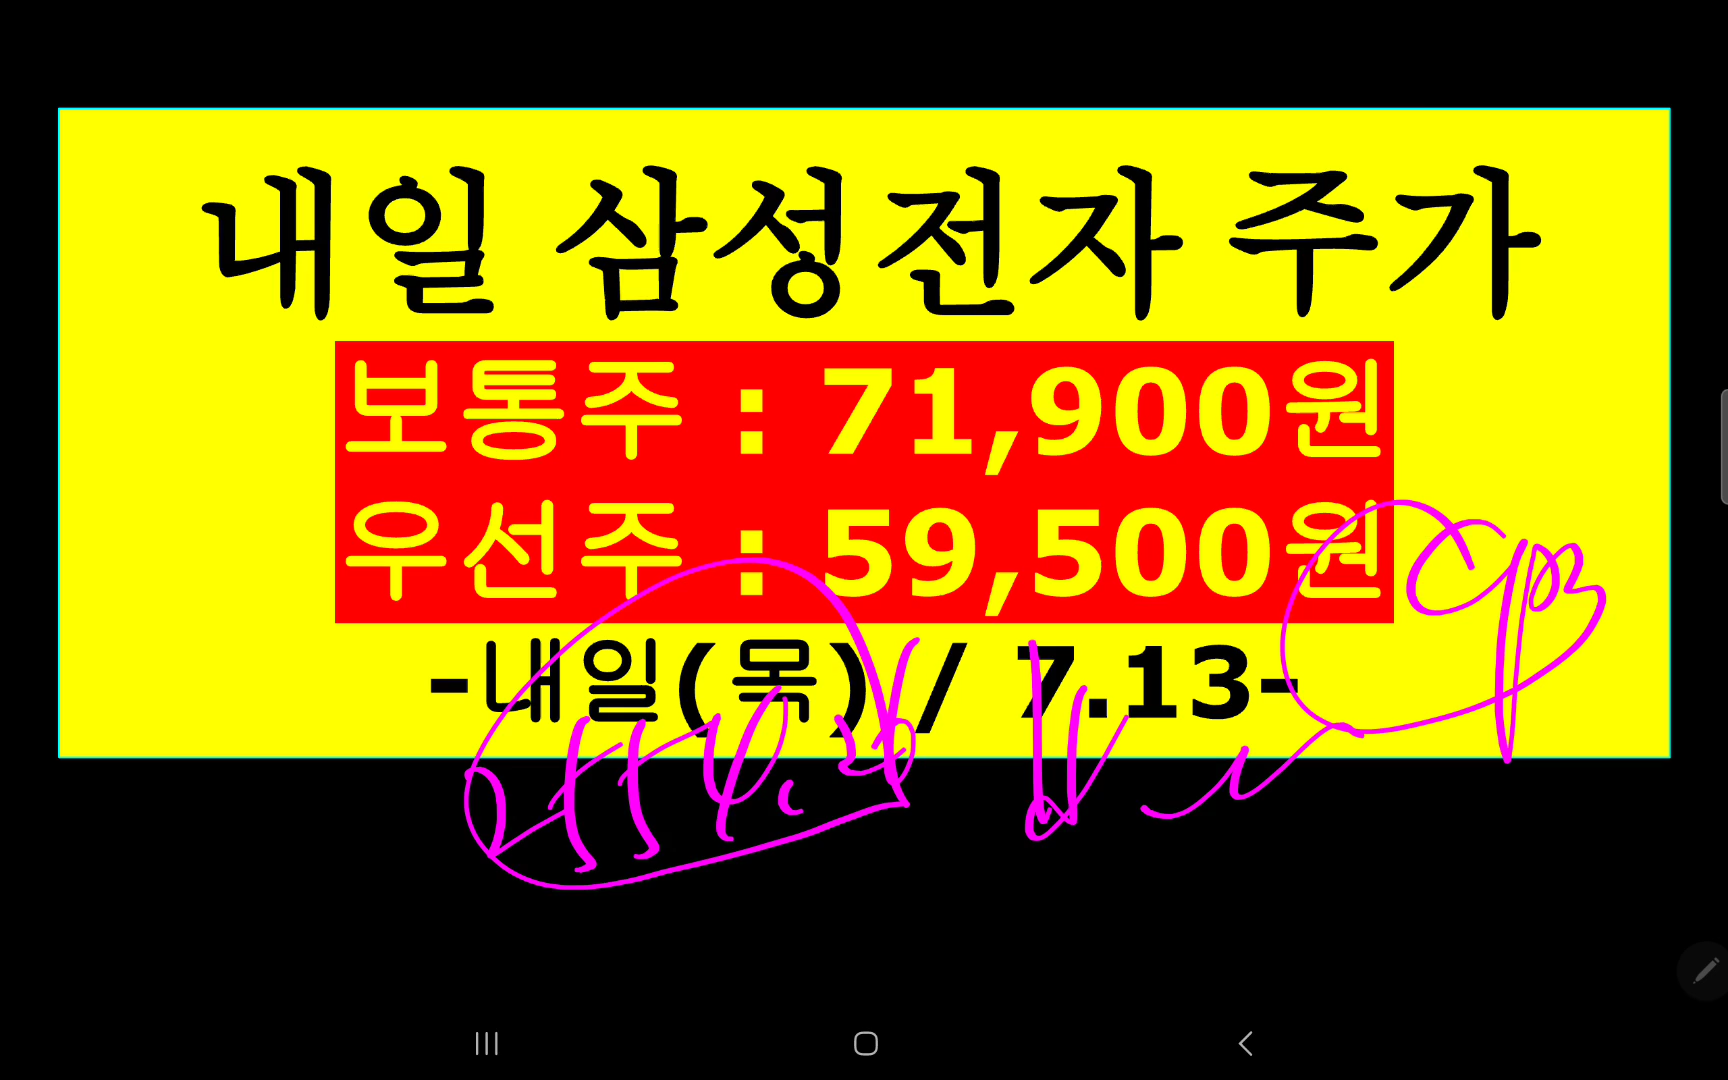 내일 삼성전자 주가
보통주 : 71,900원
우선주 : 59,500원
-내일(목) // 7.13-